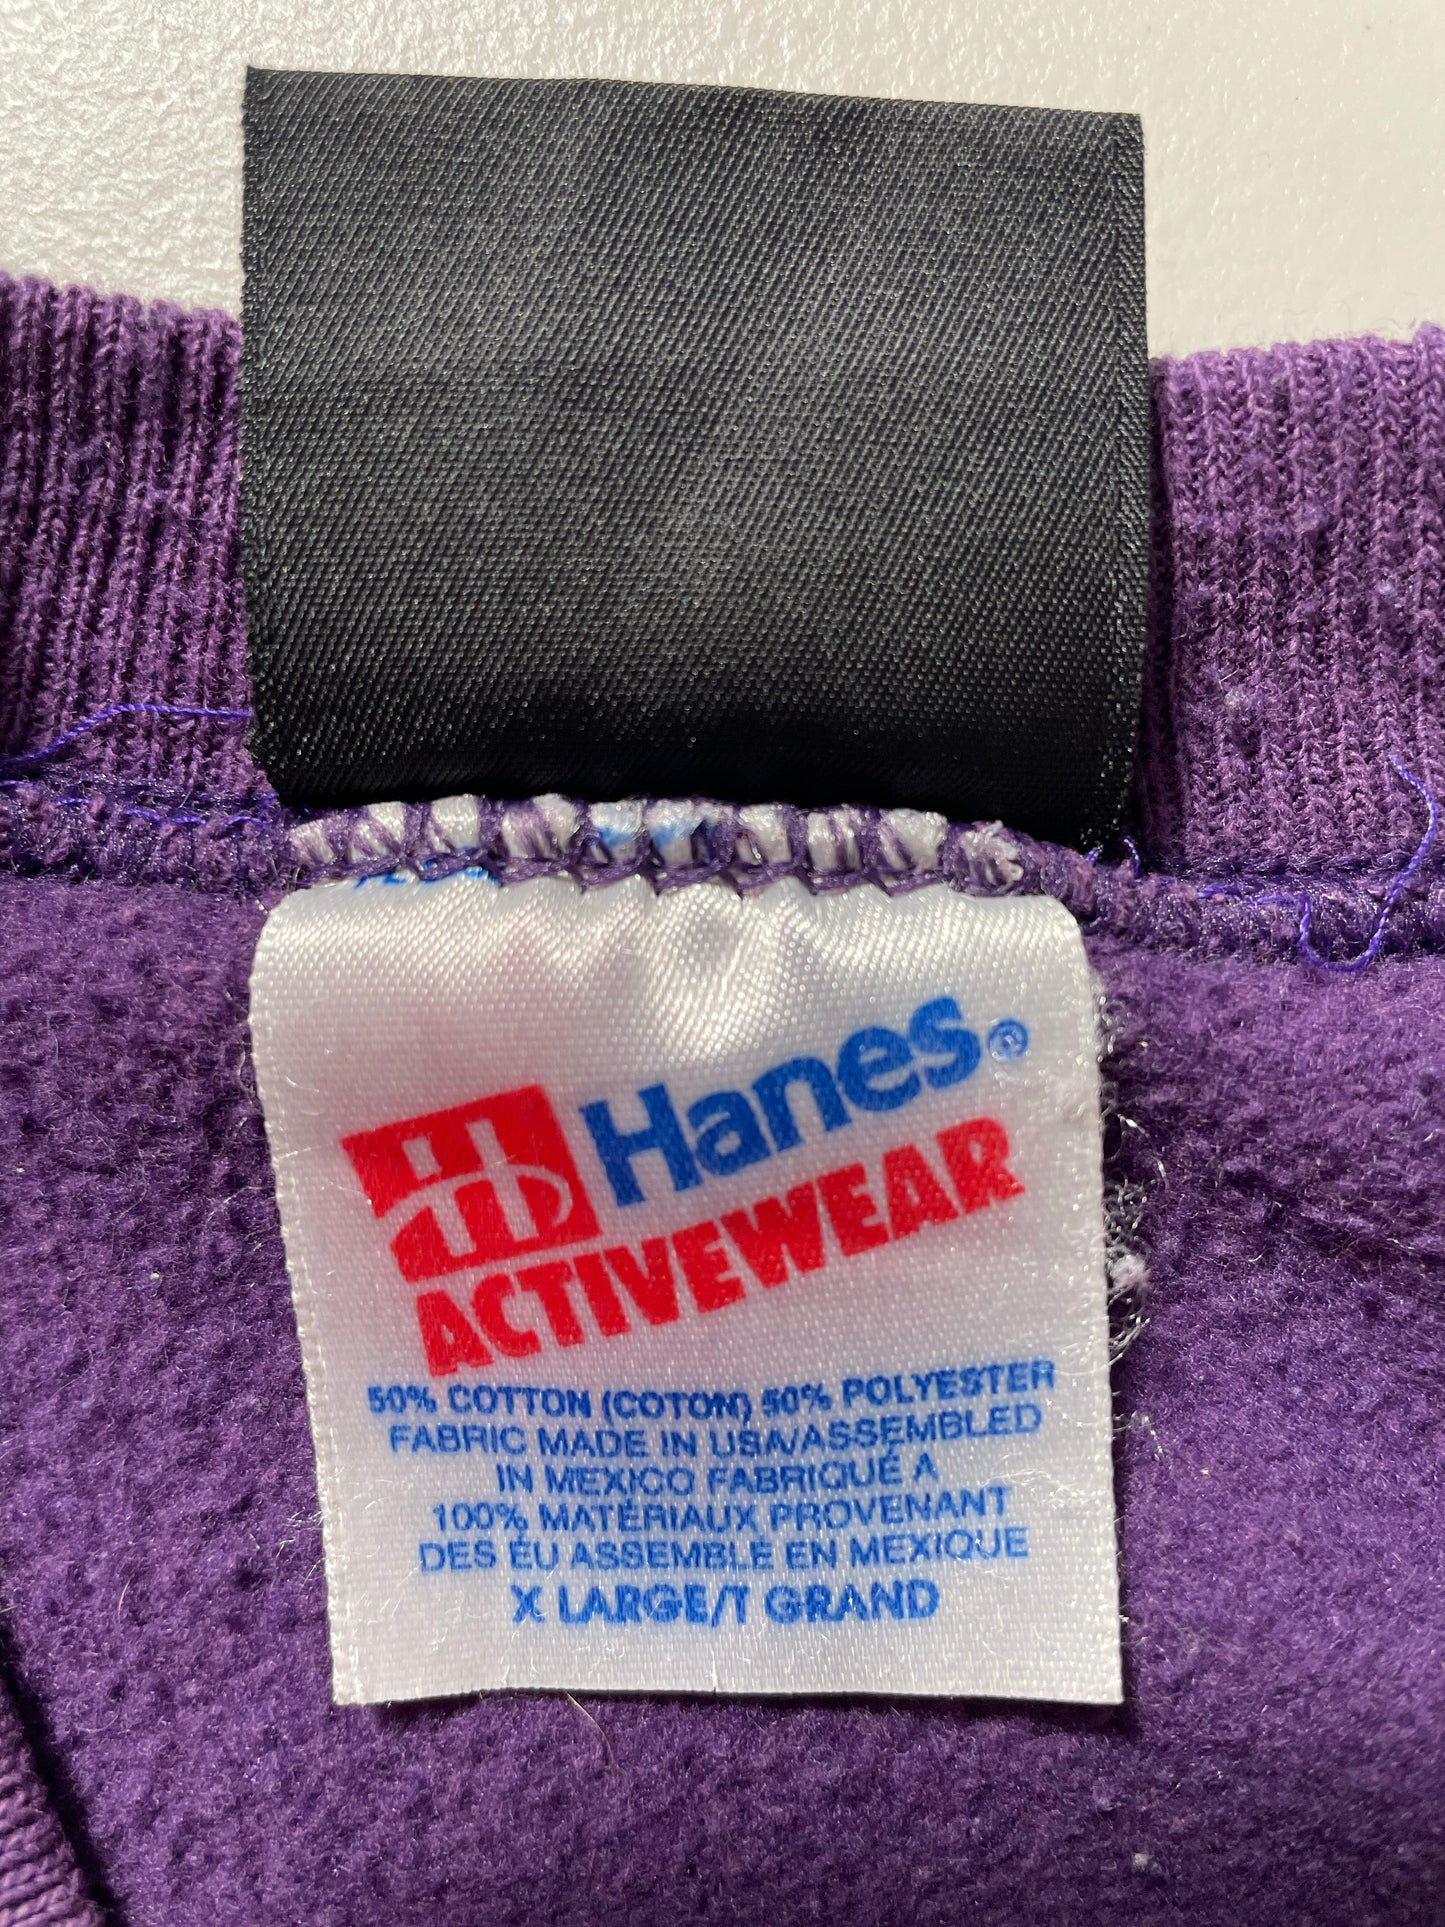 Hanes®
ACTIVEWEAR
50% COTTON (COTON) 50% POLYESTER
FABRIC MADE IN USA/ASSEMBLED
IN MEXICO FABRIQUÉ A
100% MATÉRIAUX PROVENANT
DES ÉU ASSEMBLE EN MEXIQUE
X LARGE/T GRAND